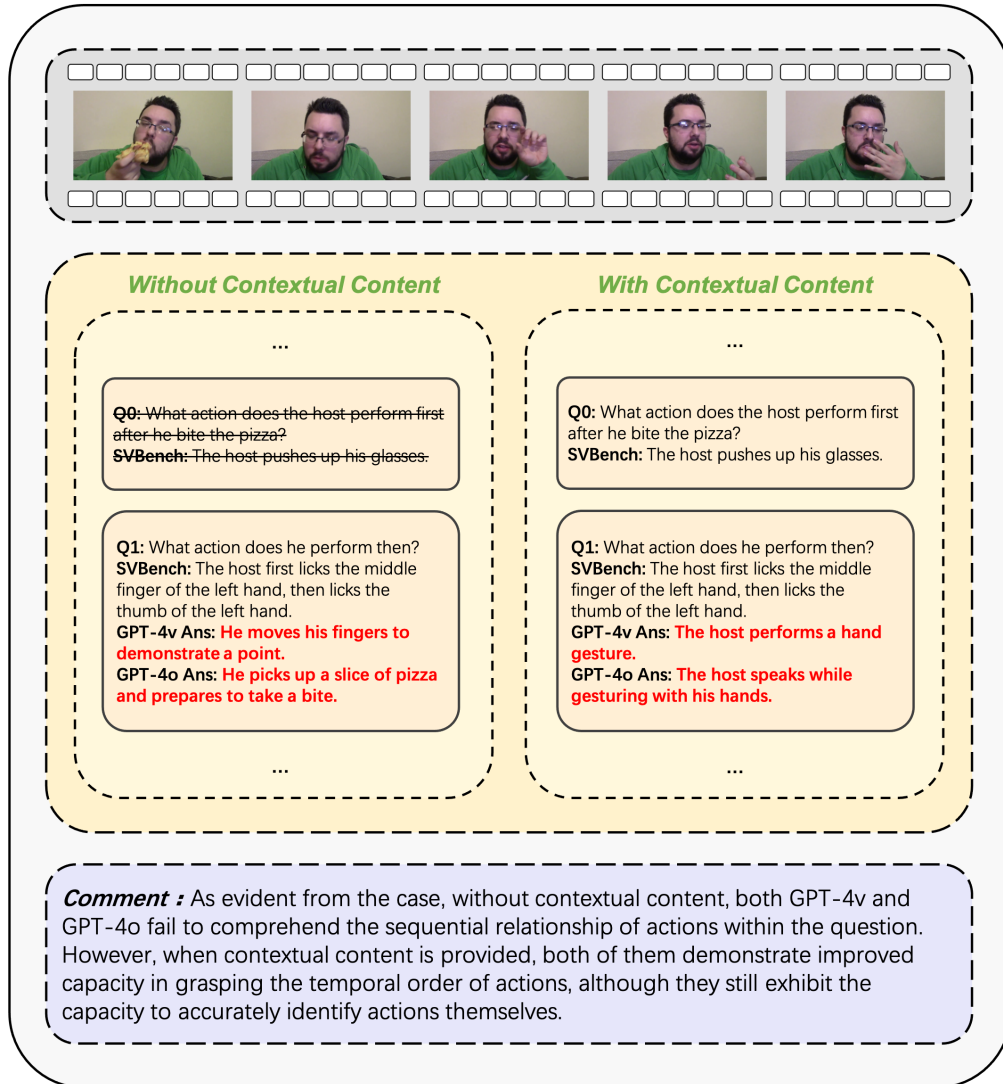 Without Contextual Content
...
Q0: What action does the host perform first
after he bite the pizza?
SVBench: The host pushes up his glasses.
Q1: What action does he perform then?
SVBench: The host first licks the middle
finger of the left hand, then licks the
thumb of the left hand.
GPT-4v Ans: He moves his fingers to
demonstrate a point.
GPT-4o Ans: He picks up a slice of pizza
and prepares to take a bite.
...
With Contextual Content
...
Q0: What action does the host perform first
after he bite the pizza?
SVBench: The host pushes up his glasses.
Q1: What action does he perform then?
SVBench: The host first licks the middle
finger of the left hand, then licks the
thumb of the left hand.
GPT-4v Ans: The host performs a hand
gesture.
GPT-4o Ans: The host speaks while
gesturing with his hands.
...
Comment : As evident from the case, without contextual content, both GPT-4v and
GPT-4o fail to comprehend the sequential relationship of actions within the question.
However, when contextual content is provided, both of them demonstrate improved
capacity in grasping the temporal order of actions, although they still exhibit the
capacity to accurately identify actions themselves.